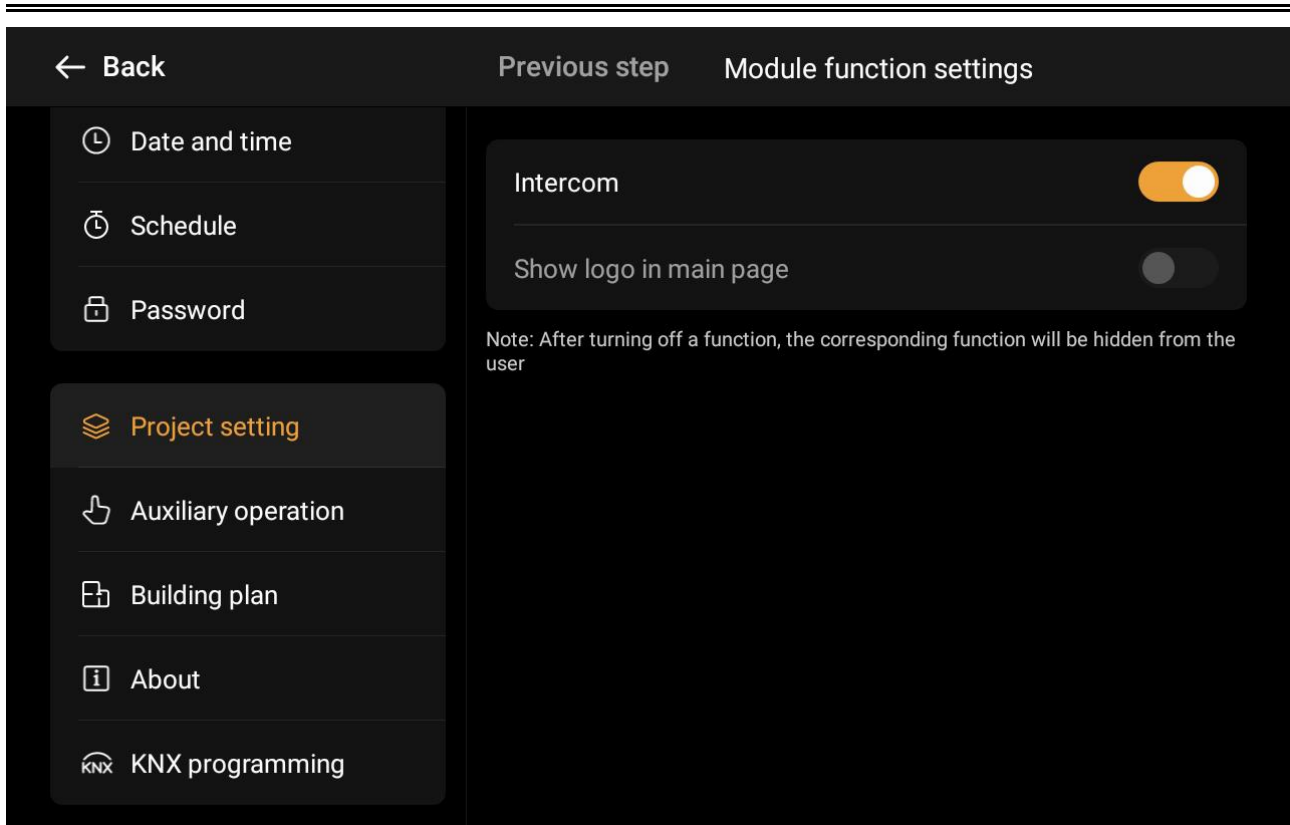 Back
Previous step
Module function settings
Date and time
Schedule
Password
Project setting
Auxiliary operation
Building plan
About
KNX KNX programming
Intercom
Show logo in main page
Note: After turning off a function, the corresponding function will be hidden from the
user